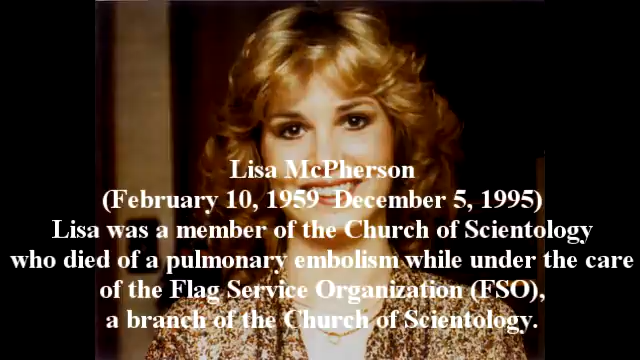 Lisa McPherson
(February 10, 1959  December 5, 1995)
Lisa was a member of the Church of Scientology
who died of a pulmonary embolism while under the care
of the Flag Service Organization (FSO),
a branch of the Church of Scientology.